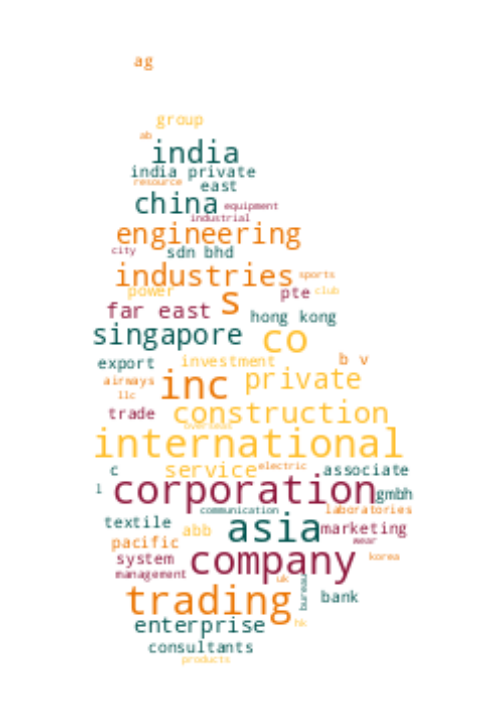 ag
group
ab
india
india private
resource east
china equipment
industrial
engineering
city sdn bhd
industries sports
power s pte club
far east hong kong
singapore co
export investment b v
airways inc private
llc
trade construction
overseas
international
c service electric associate
l corporation gmbh
communication laboratories
textile abb asia marketing
pacific wear
system company korea
management
uk
trading bureau bank
enterprise hk
consultants
products